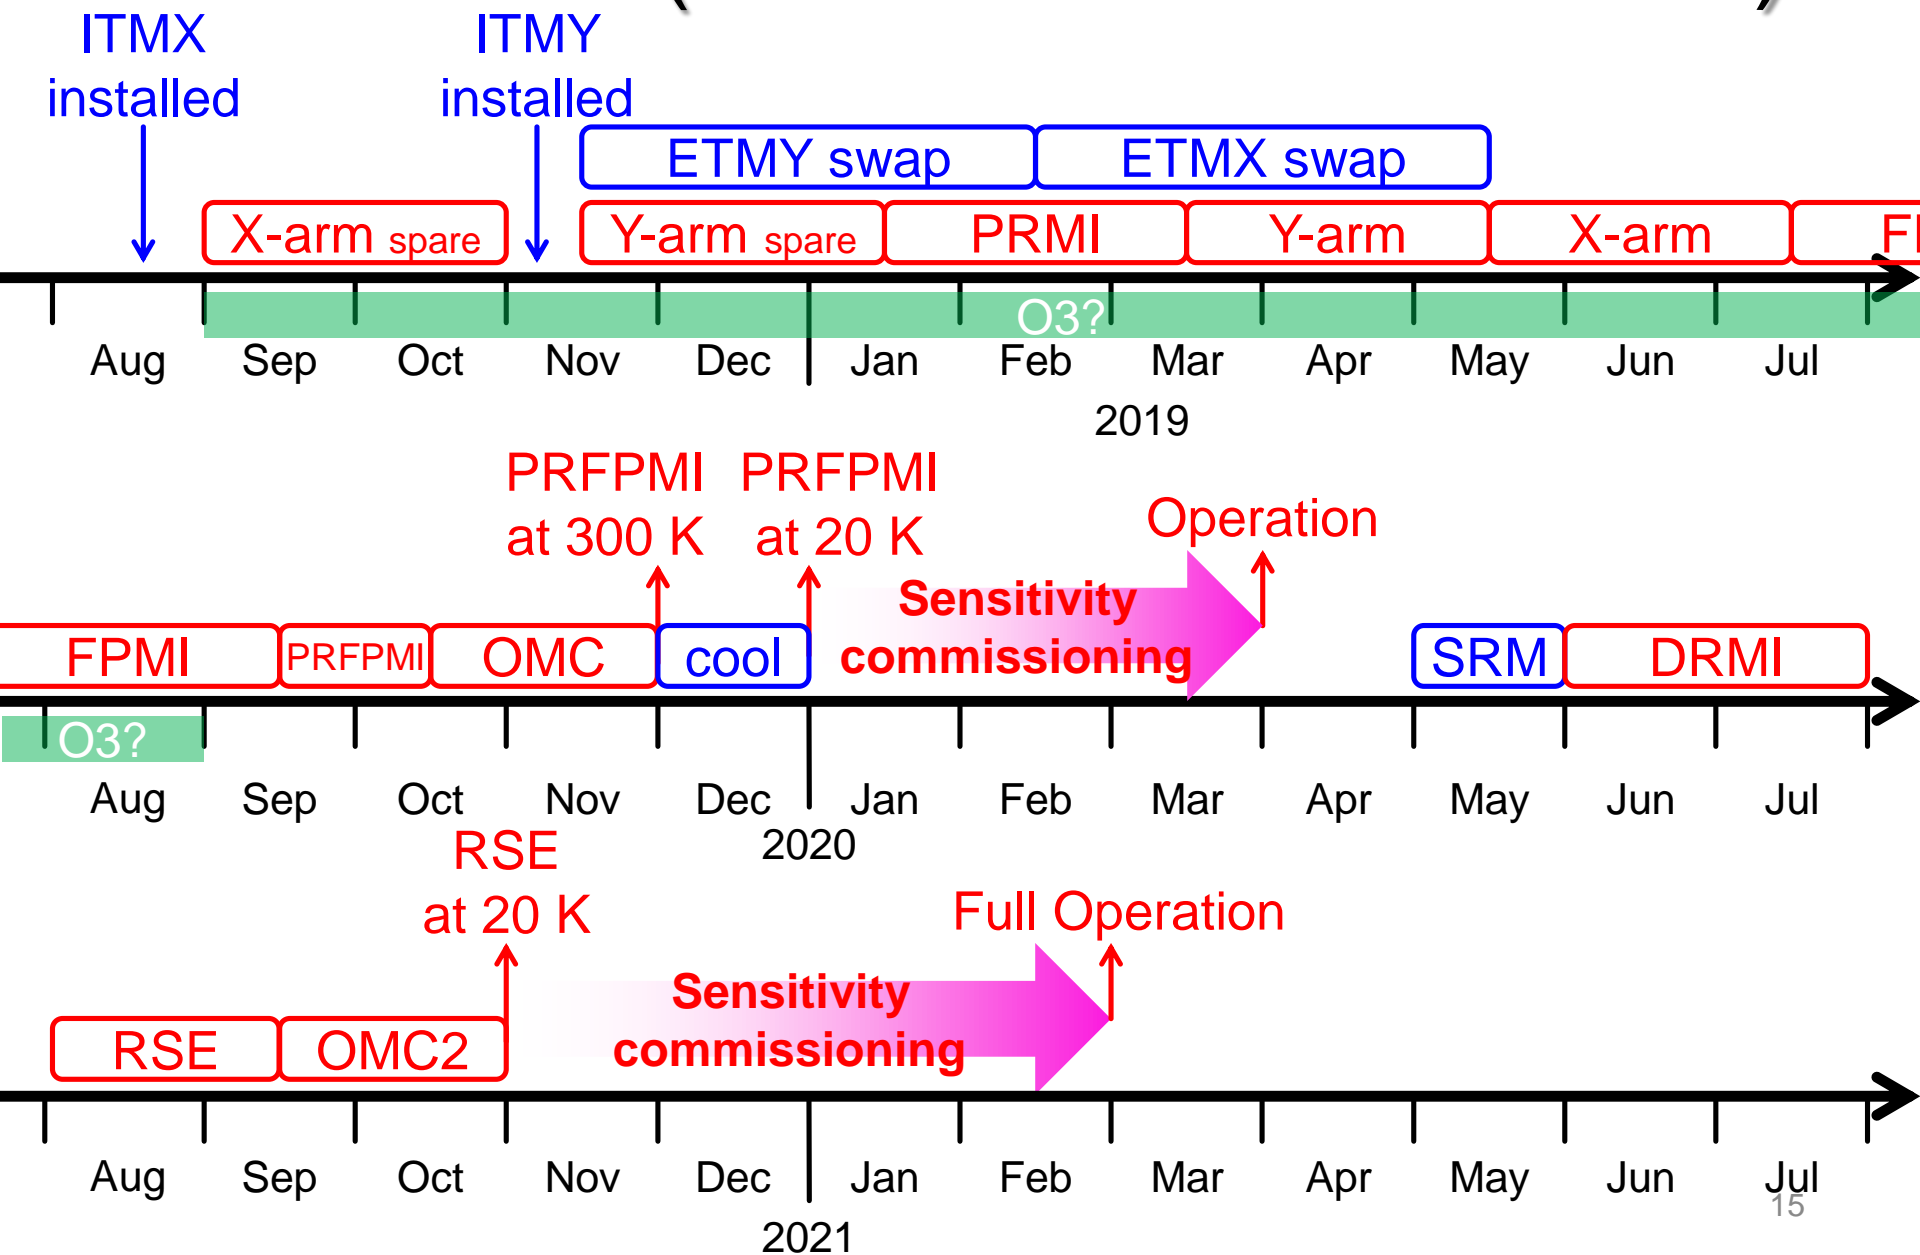 ITMX
installed
ITMY
installed
ETMY swap
ETMX swap
X-arm spare
Y-arm spare
PRMI
Y-arm
X-arm
O3?
Aug Sep Oct Nov Dec Jan Feb Mar Apr May Jun Jul
2019
PRFPMI
at 300 K
PRFPMI
at 20 K
Operation
Sensitivity
commissioning
FPMI
PRFPMI
OMC
cool
SRM
DRMI
O3?
Aug Sep Oct Nov Dec Jan Feb Mar Apr May Jun Jul
2020
RSE
at 20 K
Full Operation
Sensitivity
commissioning
RSE
OMC2
Aug Sep Oct Nov Dec Jan Feb Mar Apr May Jun Jul
2021
15